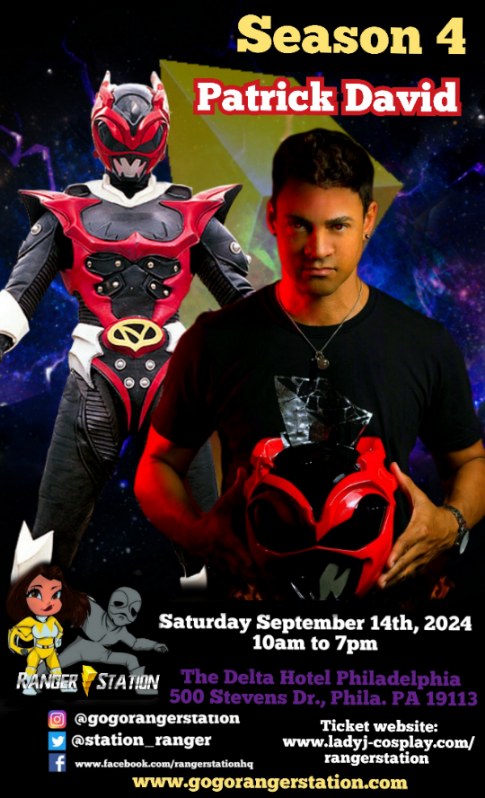 Season 4
Patrick David
Saturday September 14th, 2024
10am to 7pm
RANGER STATION
The Delta Hotel Philadelphia
500 Stevens Dr., Phila. PA 19113
@gogorangerstation
@station_ranger
www.facebook.com/rangerstationhq
Ticket website:
www.ladyj-cosplay.com/
rangerstation
www.gogorangerstation.com